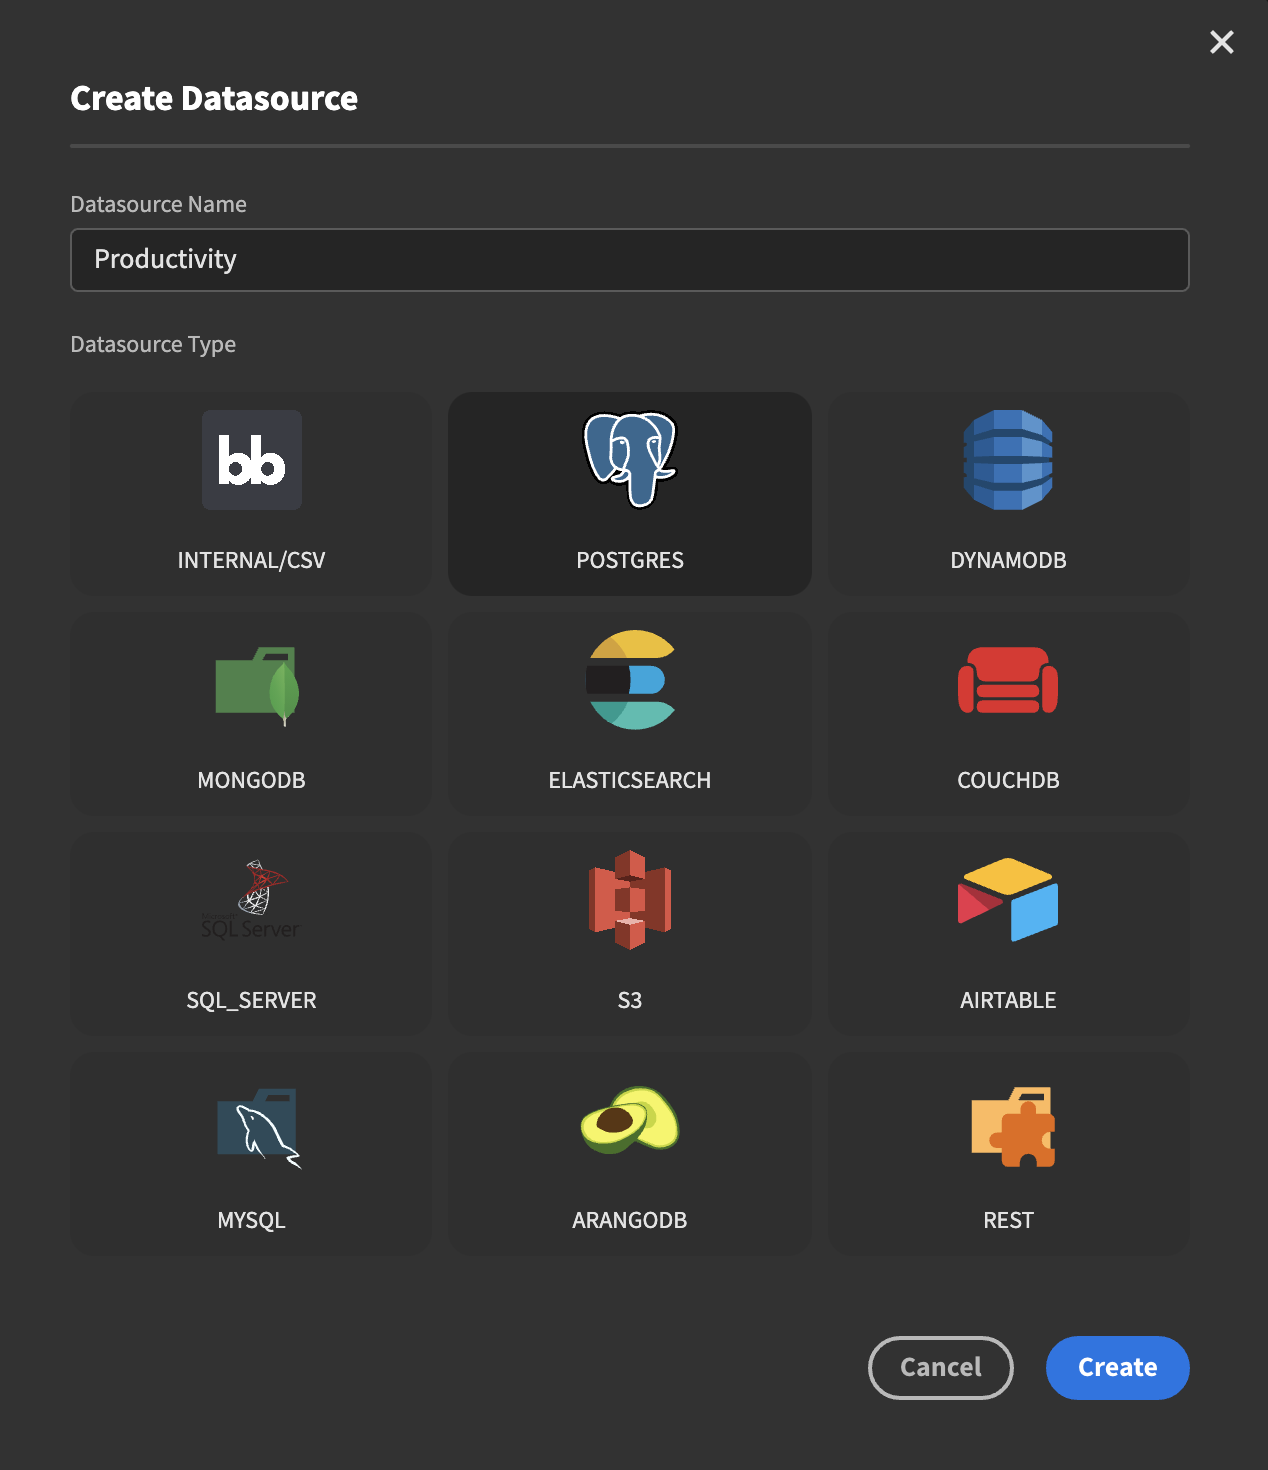 Create Datasource
Datasource Name
Productivity
Datasource Type
bb
INTERNAL/CSV
POSTGRES
DYNAMODB
MONGODB
ELASTICSEARCH
COUCHDB
Microsoft
SQL Server
SQL_SERVER
S3
AIRTABLE
MYSQL
ARANGODB
REST
Cancel
Create